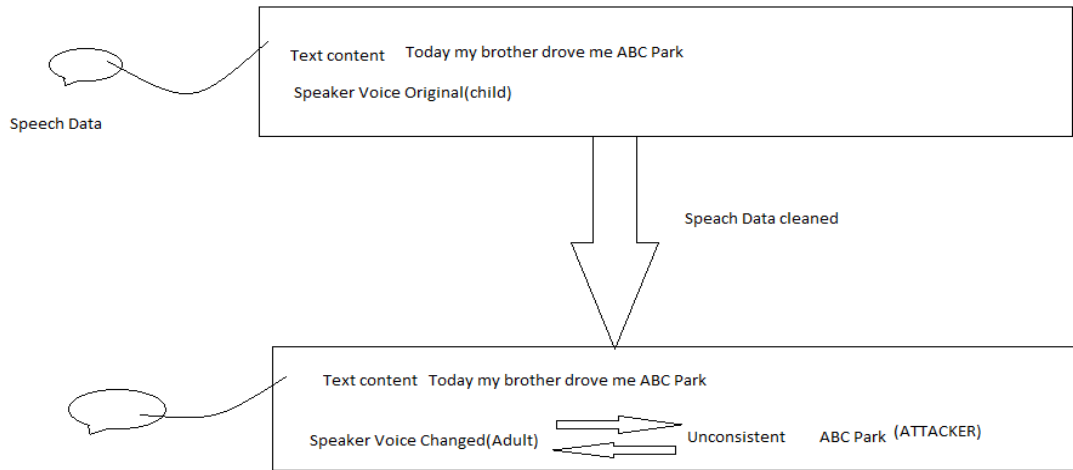 Text content Today my brother drove me ABC Park
Speaker Voice Original(child)
Speech Data
Speach Data cleaned
Text content Today my brother drove me ABC Park
Speaker Voice Changed(Adult) Unconsistent ABC Park (ATTACKER)